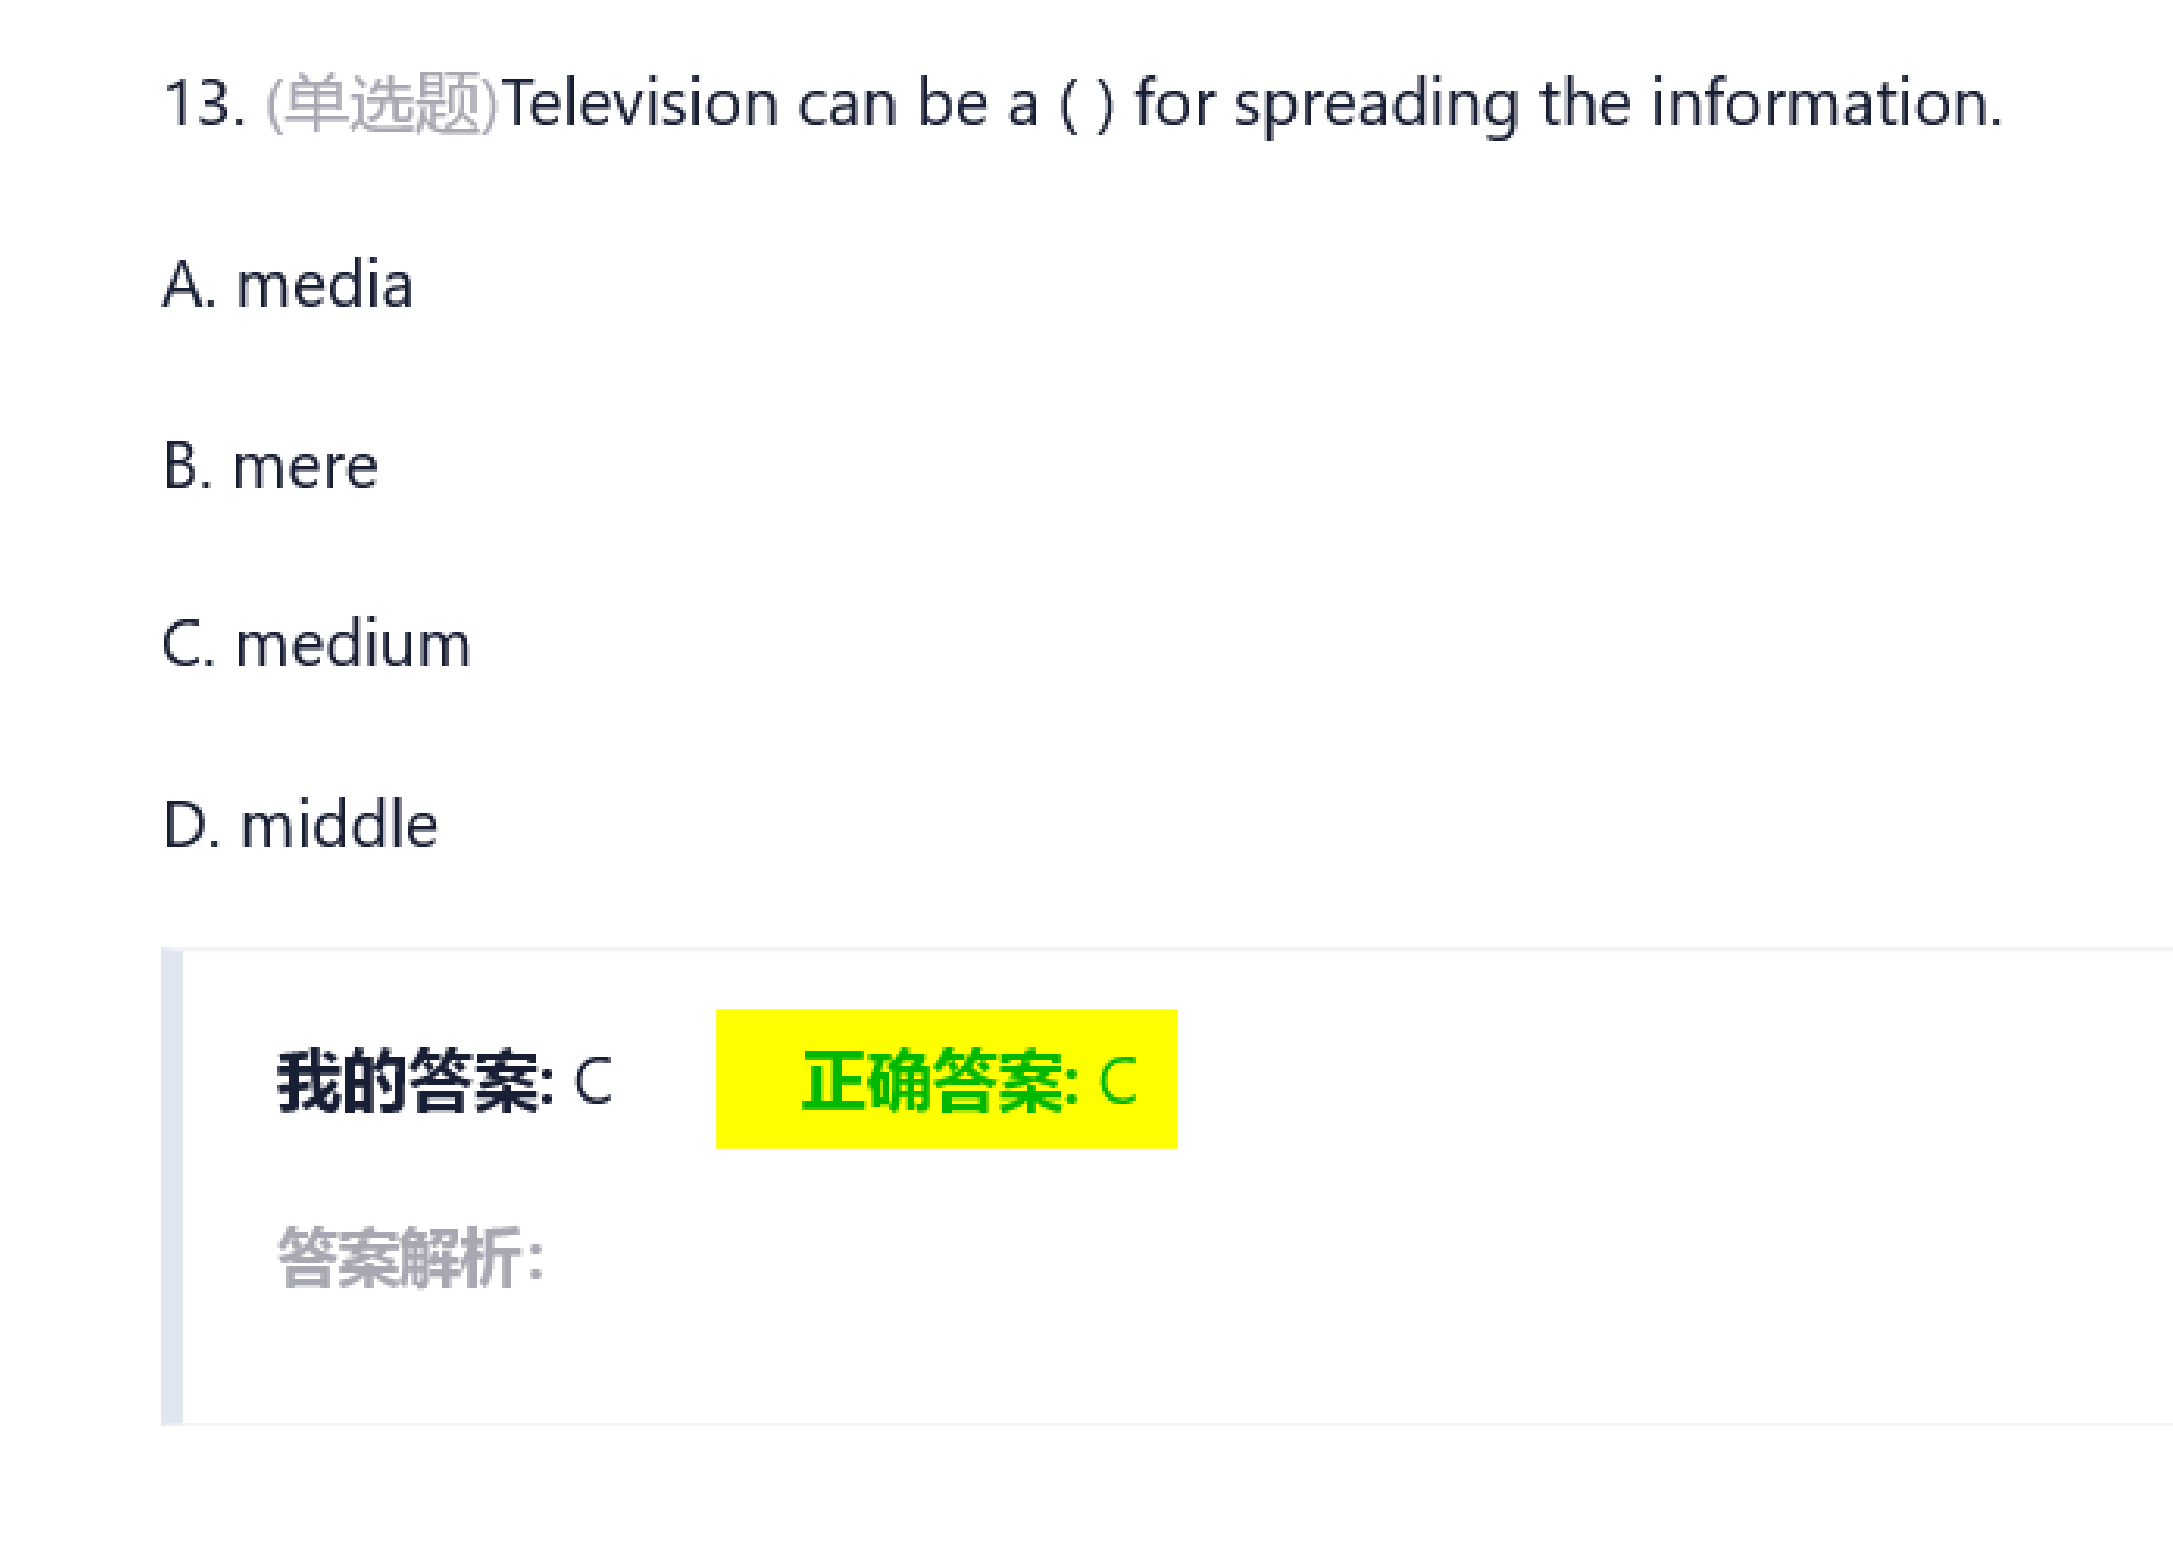 13. (单选题)Television can be a ( ) for spreading the information.
A. media
B. mere
C. medium
D. middle
我的答案: C 正确答案: C
答案解析: